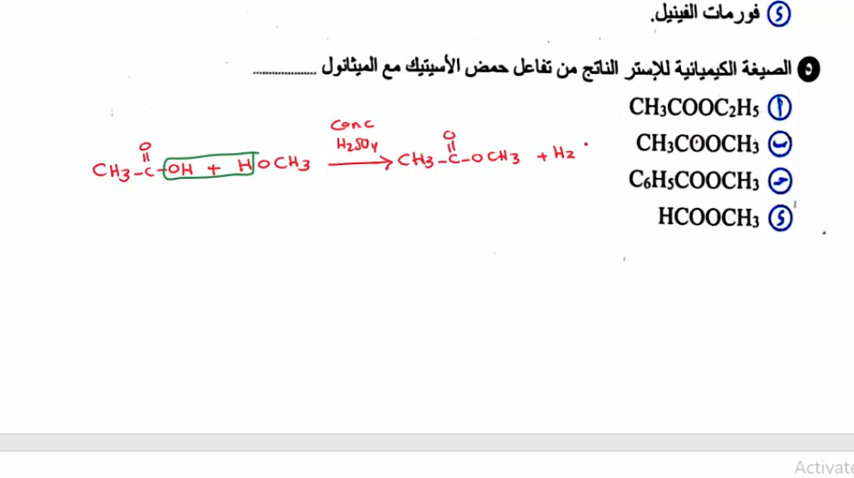 د فورمات الفينيل.
٥ الصيغة الكيميائية للإستر الناتج من تفاعل حمض الأسيتيك مع الميثانول ...................
أ CH₃COOC₂H₅
ب CH₃COOCH₃
ج C₆H₅COOCH₃
د HCOOCH₃
O
CH3-C-OH + HOCH3
conc
H2SO4
O
CH3-C-OCH3 + H2
Activate